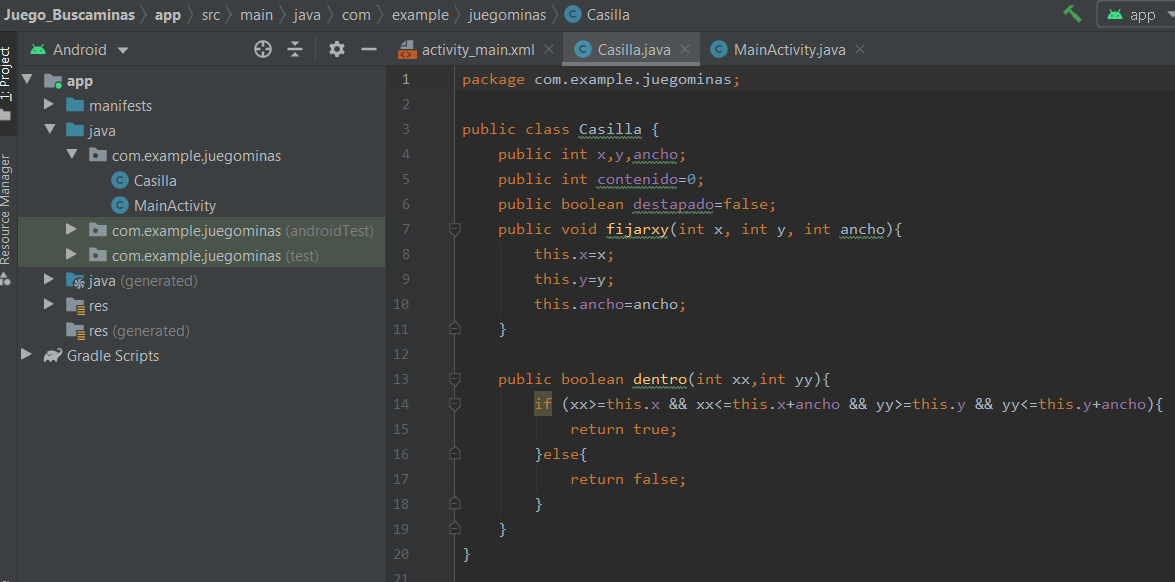 Juego_Buscaminas app src main java com example juegominas Casilla app
1: Project
Resource Manager
Android
activity_main.xml Casilla.java MainActivity.java
app
manifests
java
com.example.juegominas
Casilla
MainActivity
com.example.juegominas (androidTest)
com.example.juegominas (test)
java (generated)
res
res (generated)
Gradle Scripts
1 package com.example.juegominas;
2
3 public class Casilla {
4 public int x,y,ancho;
5 public int contenido=0;
6 public boolean destapado=false;
7 public void fijarxy(int x, int y, int ancho){
8 this.x=x;
9 this.y=y;
10 this.ancho=ancho;
11 }
12
13 public boolean dentro(int xx,int yy){
14 if (xx>=this.x && xx<=this.x+ancho && yy>=this.y && yy<=this.y+ancho){
15 return true;
16 }else{
17 return false;
18 }
19 }
20 }
21